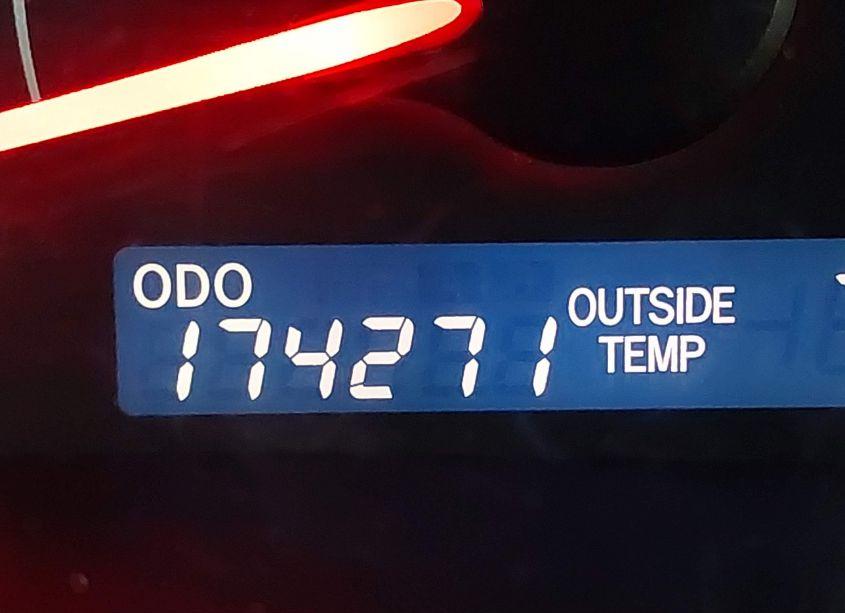 ODO
174271
OUTSIDE
TEMP